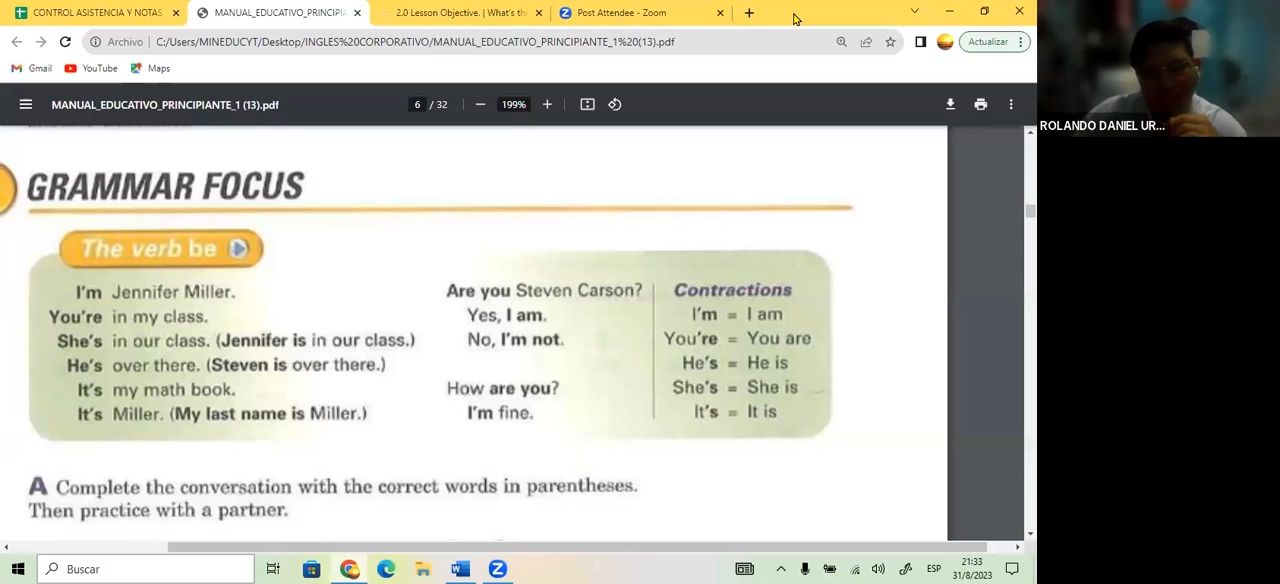 CONTROL ASISTENCIA Y NOTAS
MANUAL_EDUCATIVO_PRINCIPIA
2.0 Lesson Objective. | What's th
Post Attendee - Zoom
Archivo
C:/Users/MINEDUCYT/Desktop/INGLES%20CORPORATIVO/MANUAL_EDUCATIVO_PRINCIPIANTE_1%20(13).pdf
Actualizar
Gmail
YouTube
Maps
MANUAL_EDUCATIVO_PRINCIPIANTE_1 (13).pdf
6 / 32
199%
ROLANDO DANIEL UR...
GRAMMAR FOCUS
The verb be
I'm Jennifer Miller.
You're in my class.
She's in our class. (Jennifer is in our class.)
He's over there. (Steven is over there.)
It's my math book.
It's Miller. (My last name is Miller.)
Are you Steven Carson?
Yes, I am.
No, I'm not.
How are you?
I'm fine.
Contractions
I'm = I am
You're = You are
He's = He is
She's = She is
It's = It is
A Complete the conversation with the correct words in parentheses.
Then practice with a partner.
Buscar
ESP
21:33
31/8/2023